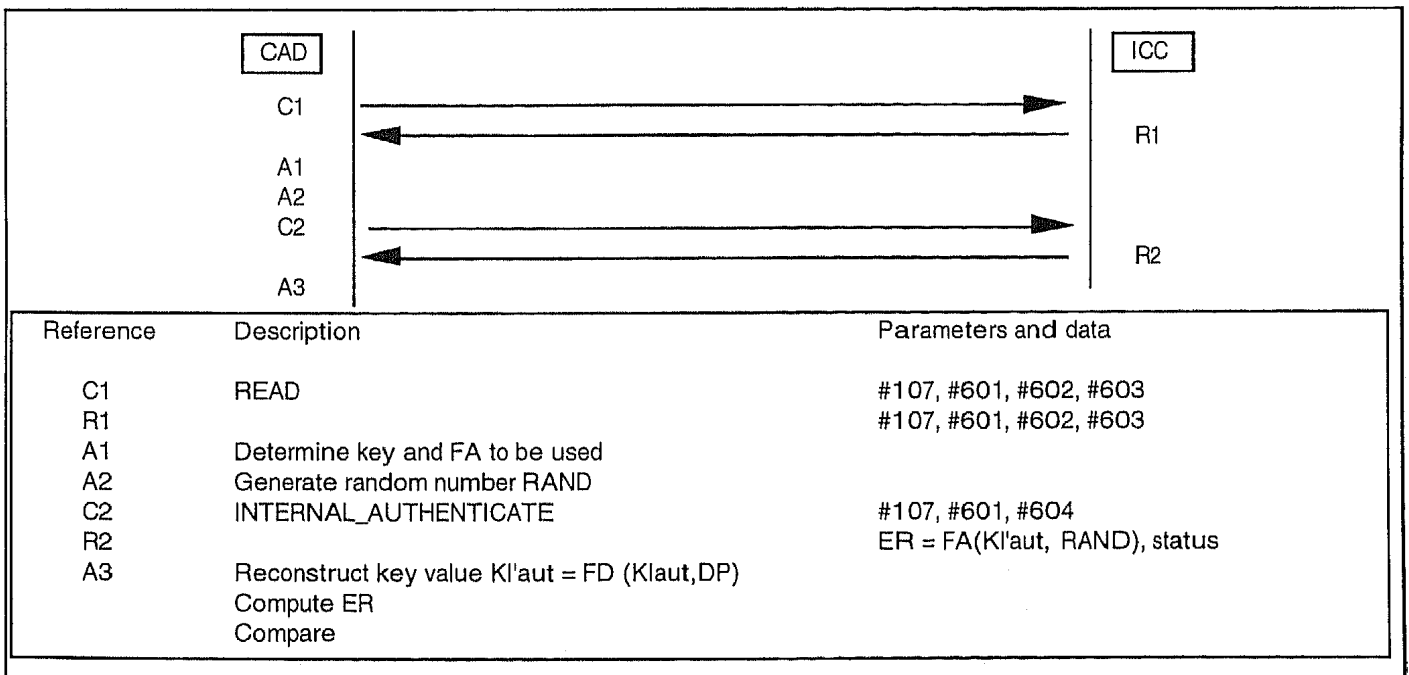 CAD ICC
C1
R1
A1
A2
C2
R2
A3
Reference Description Parameters and data
C1 READ #107, #601, #602, #603
R1 #107, #601, #602, #603
A1 Determine key and FA to be used
A2 Generate random number RAND
C2 INTERNAL_AUTHENTICATE #107, #601, #604
R2 ER = FA(KI'aut, RAND), status
A3 Reconstruct key value KI'aut = FD (KIaut,DP)
Compute ER
Compare